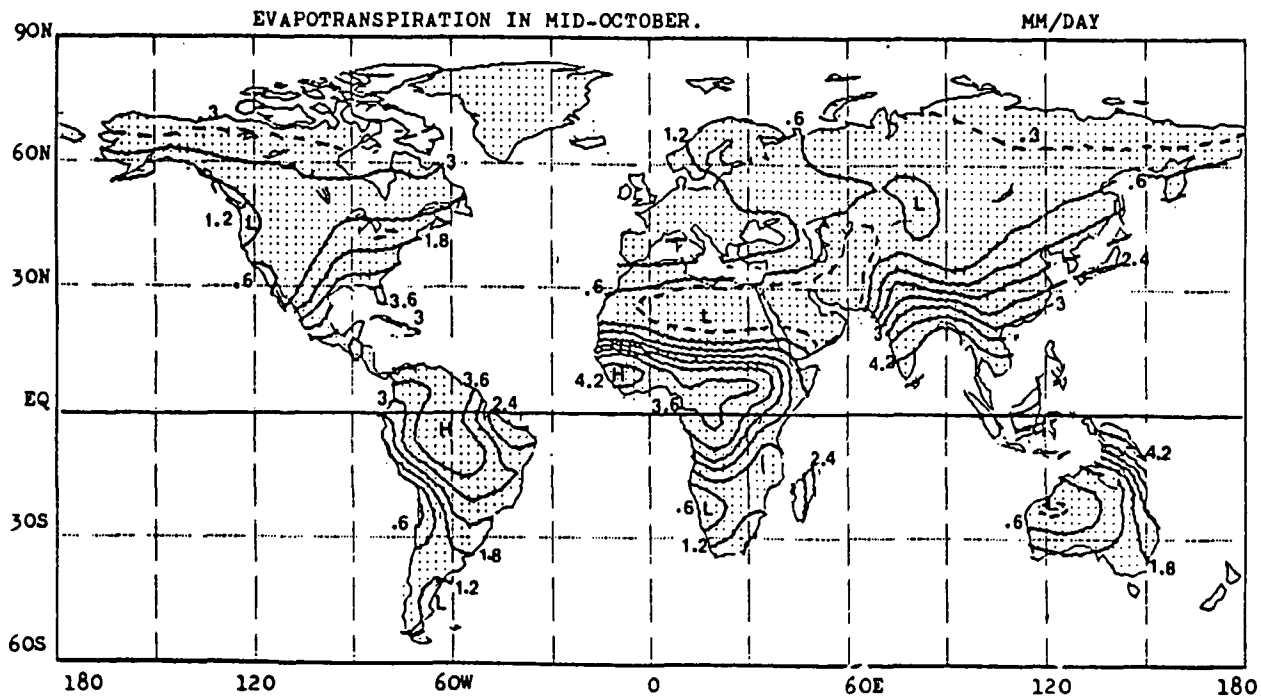 EVAPOTRANSPIRATION IN MID-OCTOBER. MM/DAY
90N
.3 1.2 .6 .3
60N
.3 .6
1.2 L L
1.8 2.4
30N
.6 .6
3.6 L 3
3 3
4.2
3.6 4.2 H
EQ
3 2.4 3.6
H
4.2
2.4
30S
.6 .6 L L .6
1.8 1.2 1.8
1.2
L
60S
180 120 60W 0 60E 120 180